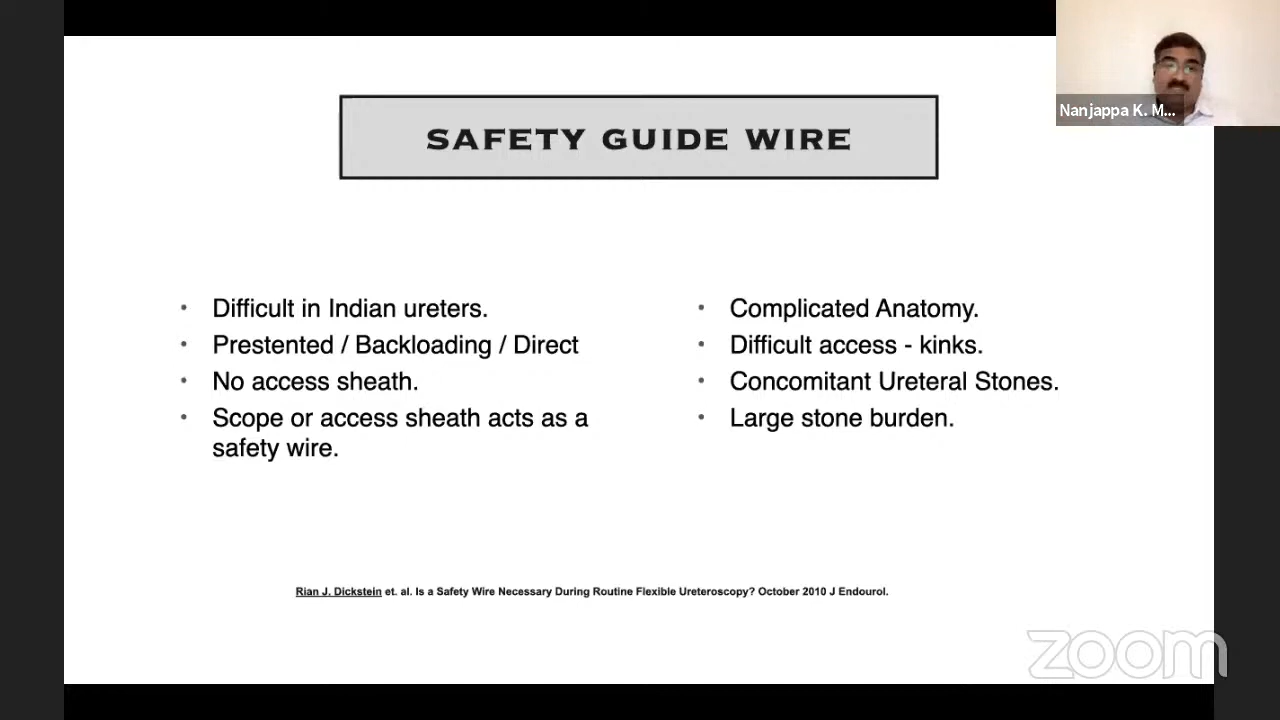 SAFETY GUIDE WIRE
Nanjappa K. M...
• Difficult in Indian ureters.
• Prestented / Backloading / Direct
• No access sheath.
• Scope or access sheath acts as a
safety wire.
• Complicated Anatomy.
• Difficult access - kinks.
• Concomitant Ureteral Stones.
• Large stone burden.
Rian J. Dickstein et. al. Is a Safety Wire Necessary During Routine Flexible Ureteroscopy? October 2010 J Endourol.
zoom